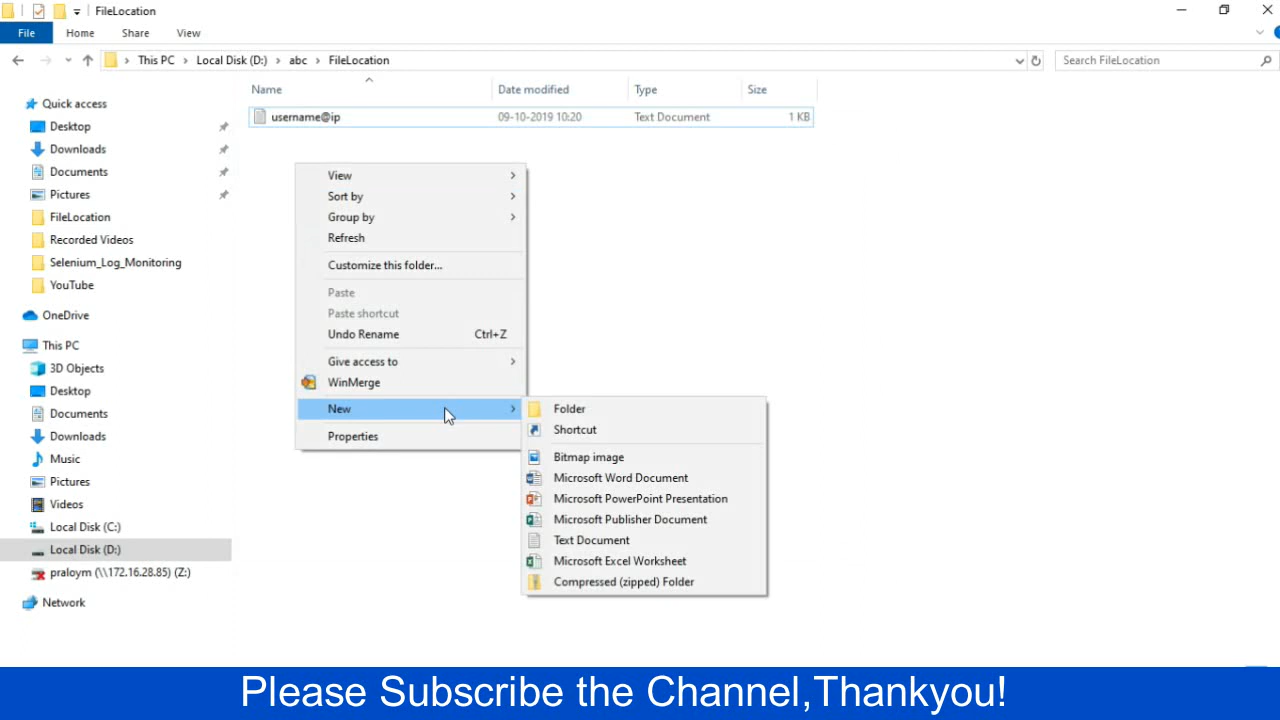 FileLocation
File Home Share View
This PC Local Disk (D:) abc FileLocation Search FileLocation
Name Date modified Type Size
username@ip 09-10-2019 10:20 Text Document 1 KB
Quick access
Desktop
Downloads
Documents
Pictures
FileLocation
Recorded Videos
Selenium_Log_Monitoring
YouTube
OneDrive
This PC
3D Objects
Desktop
Documents
Downloads
Music
Pictures
Videos
Local Disk (C:)
Local Disk (D:)
praloym (\\172.16.28.85) (Z:)
Network
View
Sort by
Group by
Refresh
Customize this folder...
Paste
Paste shortcut
Undo Rename Ctrl+Z
Give access to
WinMerge
New
Properties
Folder
Shortcut
Bitmap image
Microsoft Word Document
Microsoft PowerPoint Presentation
Microsoft Publisher Document
Text Document
Microsoft Excel Worksheet
Compressed (zipped) Folder
Please Subscribe the Channel,Thankyou!